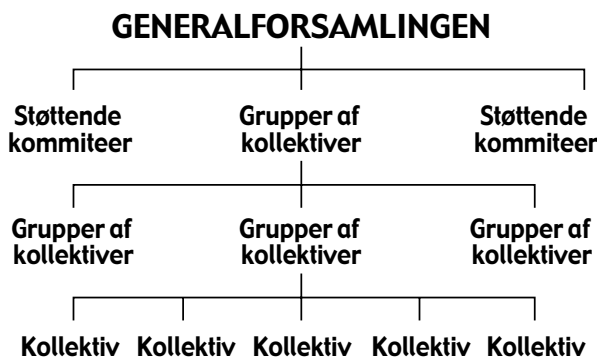 GENERALFORSAMLINGEN
Støttende kommiteer
Grupper af kollektiver
Støttende kommiteer
Grupper af kollektiver
Grupper af kollektiver
Grupper af kollektiver
Kollektiv Kollektiv Kollektiv Kollektiv Kollektiv